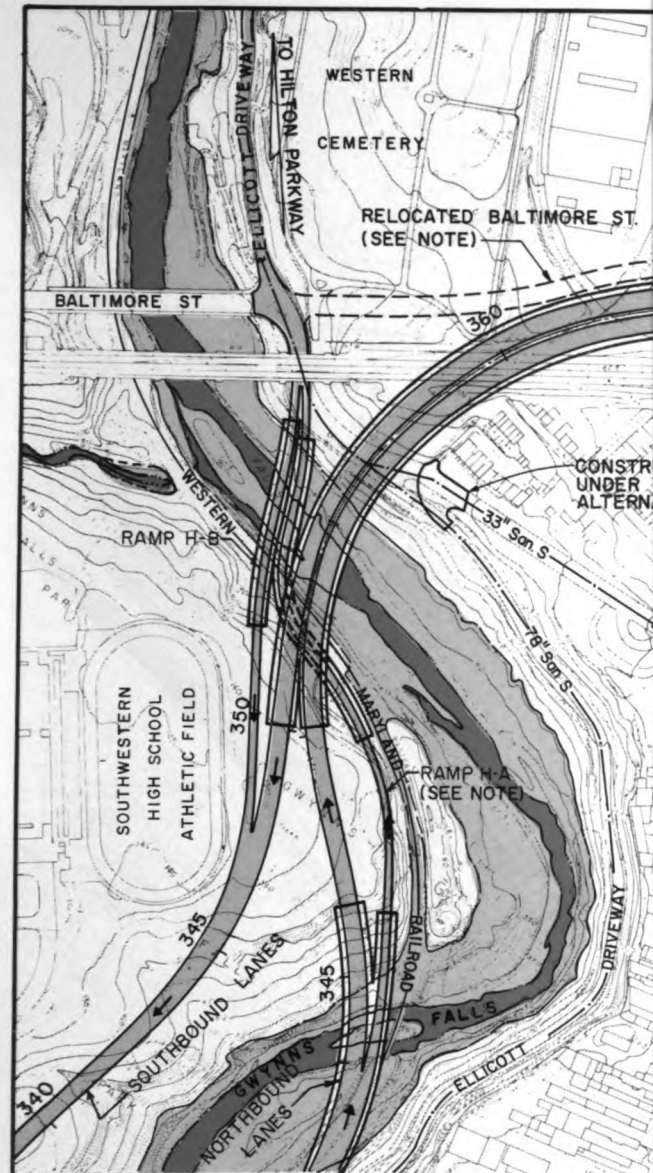 ELLICOTT DRIVEWAY
TO HILTON PARKWAY
WESTERN
CEMETERY
RELOCATED BALTIMORE ST.
(SEE NOTE)
BALTIMORE ST
360
CONSTR
UNDER
ALTERNA
33" San. S
WESTERN
RAMP H-B
78" San S
350
MARYLAND
SOUTHWESTERN
HIGH SCHOOL
ATHLETIC FIELD
GWYNNS
RAMP H-A
(SEE NOTE)
345
SOUTHBOUND LANES
345
RAILROAD
DRIVEWAY
FALLS
GWYNNS
ELLICOTT
NORTHBOUND
LANES
340